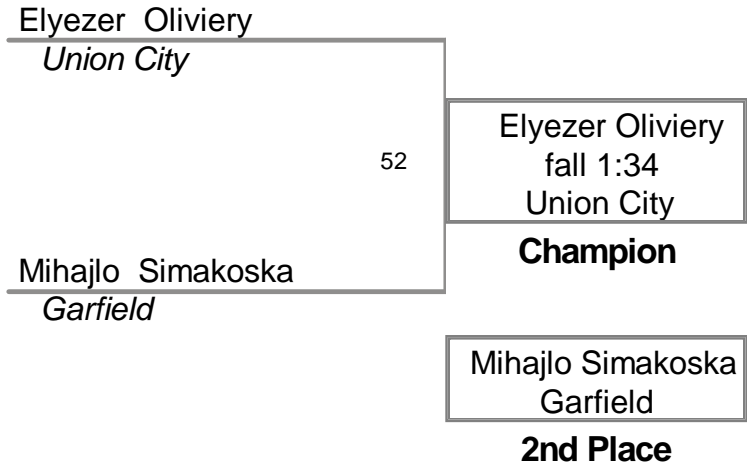 Elyezer Oliviery
Union City
Elyezer Oliviery
fall 1:34
Union City
52
Champion
Mihajlo Simakoska
Garfield
Mihajlo Simakoska
Garfield
2nd Place